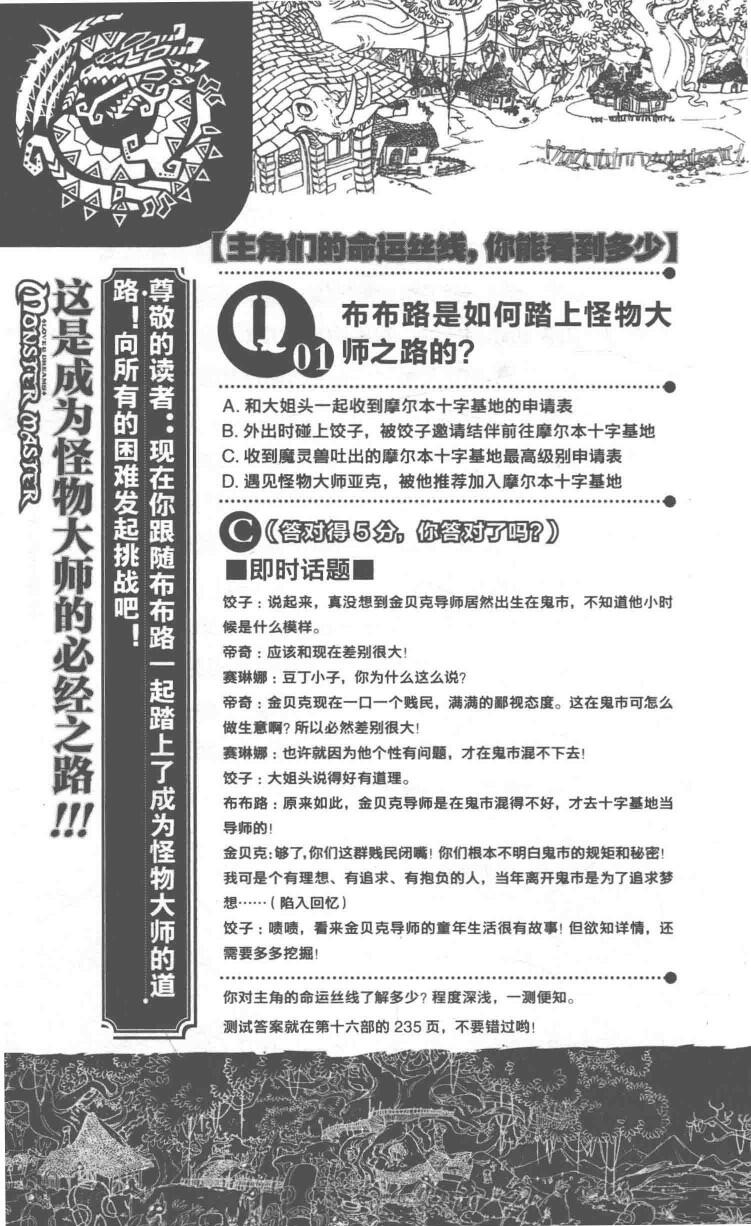 【主角们的命运丝线，你能看到多少】
Q01
布布路是如何踏上怪物大
师之路的？
A. 和大姐头一起收到摩尔本十字基地的申请表
B. 外出时碰上饺子，被饺子邀请结伴前往摩尔本十字基地
C. 收到魔灵兽吐出的摩尔本十字基地最高级别申请表
D. 遇见怪物大师亚克，被他推荐加入摩尔本十字基地
C（答对得5分，你答对了吗？）
■即时话题■
饺子：说起来，真没想到金贝克导师居然出生在鬼市，不知道他小时
候是什么模样。
帝奇：应该和现在差别很大！
赛琳娜：豆丁小子，你为什么这么说？
帝奇：金贝克现在一口一个贱民，满满的鄙视态度。这在鬼市可怎么
做生意啊？所以必然差别很大！
赛琳娜：也许就因为他个性有问题，才在鬼市混不下去！
饺子：大姐头说得好有道理。
布布路：原来如此，金贝克导师是在鬼市混得不好，才去十字基地当
导师的！
金贝克：够了，你们这群贱民闭嘴！你们根本不明白鬼市的规矩和秘密！
我可是个有理想、有追求、有抱负的人，当年离开鬼市是为了追求梦
想……（陷入回忆）
饺子：啧啧，看来金贝克导师的童年生活很有故事！但欲知详情，还
需要多多挖掘！
你对主角的命运丝线了解多少？程度深浅，一测便知。
测试答案就在第十六部的 235 页，不要错过哟！
尊敬的读者：现在你跟随布布路一起踏上了成为怪物大师的道
路！向所有的困难发起挑战吧！
这是成为怪物大师的必经之路!!!
LOVE & DREAMS
MONSTER MASTER